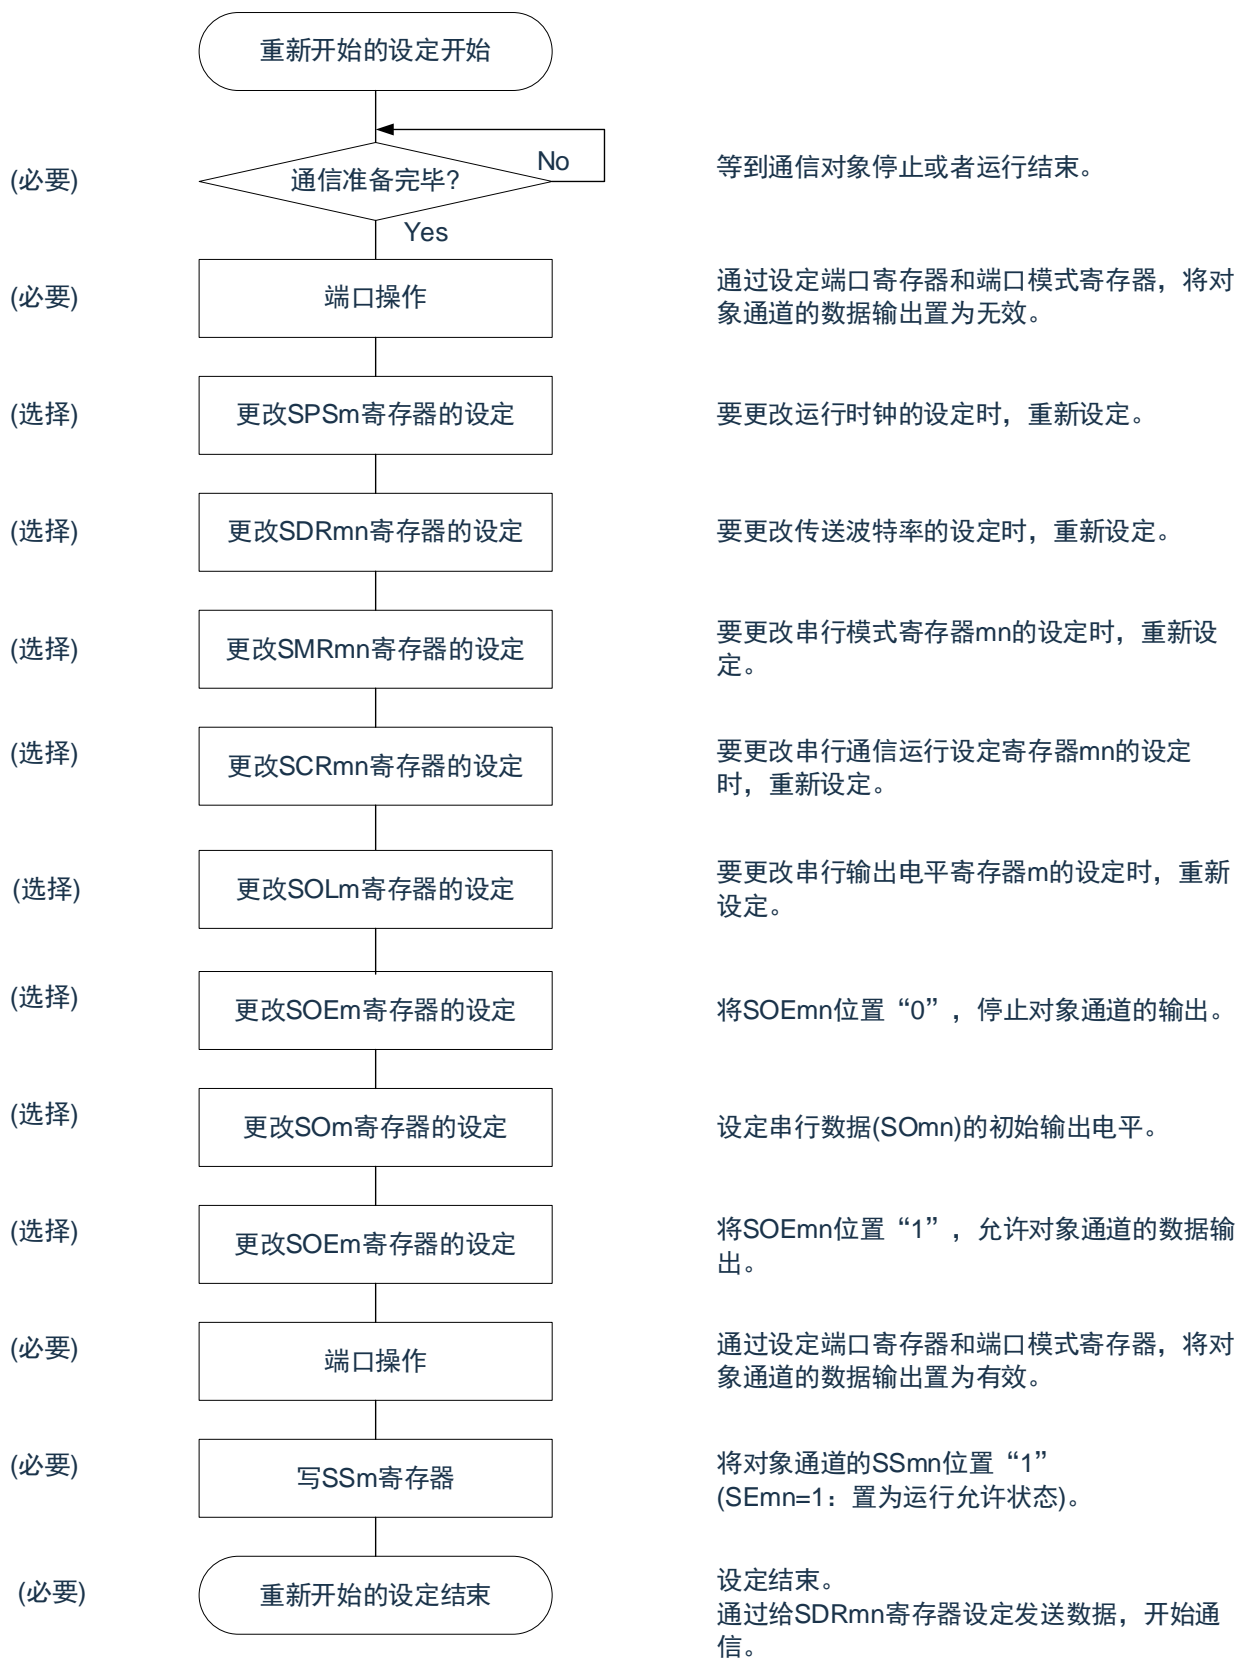 重新开始的设定开始
(必要)
通信准备完毕?
No
等到通信对象停止或者运行结束。
Yes
(必要)
端口操作
通过设定端口寄存器和端口模式寄存器，将对
象通道的数据输出置为无效。
(选择)
更改SPSm寄存器的设定
要更改运行时钟的设定时，重新设定。
(选择)
更改SDRmn寄存器的设定
要更改传送波特率的设定时，重新设定。
(选择)
更改SMRmn寄存器的设定
要更改串行模式寄存器mn的设定时，重新设
定。
(选择)
更改SCRmn寄存器的设定
要更改串行通信运行设定寄存器mn的设定
时，重新设定。
(选择)
更改SOLm寄存器的设定
要更改串行输出电平寄存器m的设定时，重新
设定。
(选择)
更改SOEm寄存器的设定
将SOEmn位置“0”，停止对象通道的输出。
(选择)
更改SOm寄存器的设定
设定串行数据(SOmn)的初始输出电平。
(选择)
更改SOEm寄存器的设定
将SOEmn位置“1”，允许对象通道的数据输
出。
(必要)
端口操作
通过设定端口寄存器和端口模式寄存器，将对
象通道的数据输出置为有效。
(必要)
写SSm寄存器
将对象通道的SSmn位置“1”
(SEmn=1：置为运行允许状态)。
(必要)
重新开始的设定结束
设定结束。
通过给SDRmn寄存器设定发送数据，开始通
信。